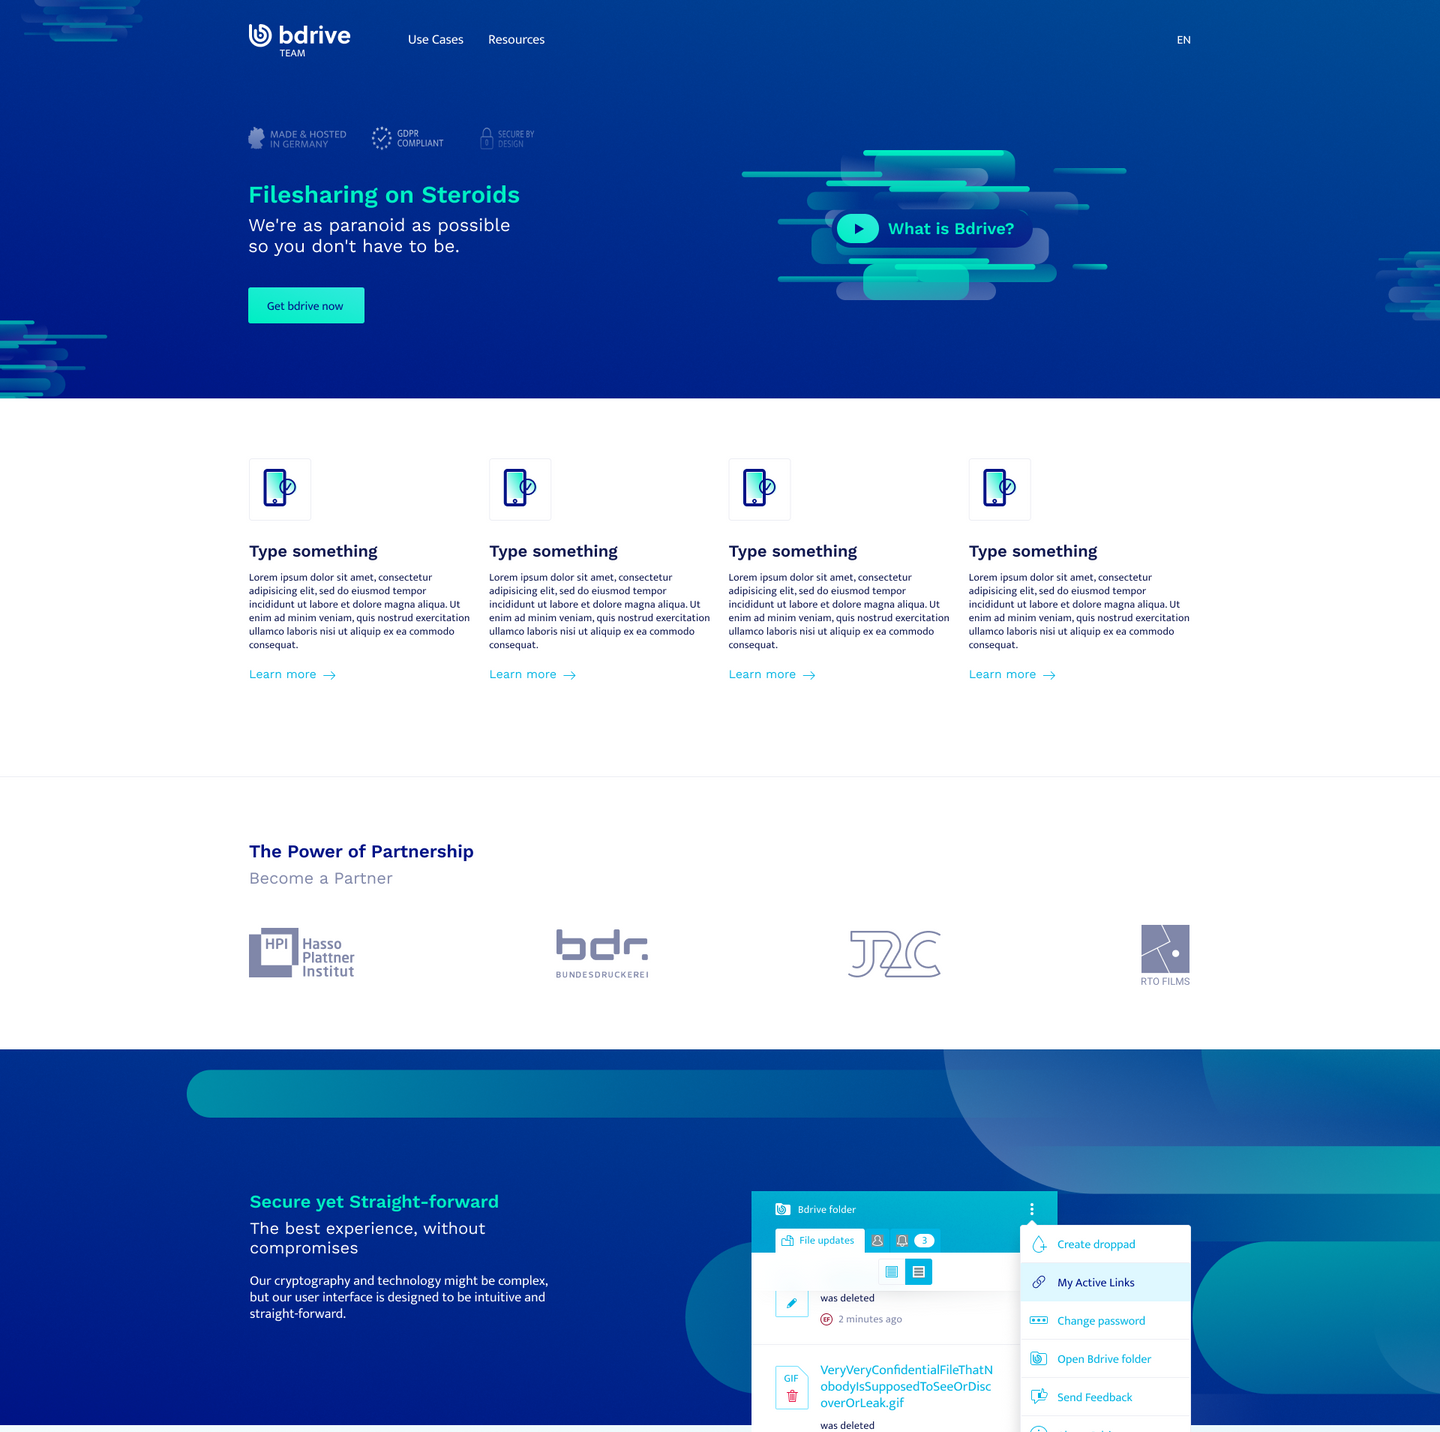 bdrive
TEAM
Use Cases
Resources
EN
MADE & HOSTED
IN GERMANY
GDPR
COMPLIANT
SECURE BY
DESIGN
Filesharing on Steroids
We're as paranoid as possible
so you don't have to be.
Get bdrive now
What is Bdrive?
Type something
Lorem ipsum dolor sit amet, consectetur
adipisicing elit, sed do eiusmod tempor
incididunt ut labore et dolore magna aliqua. Ut
enim ad minim veniam, quis nostrud exercitation
ullamco laboris nisi ut aliquip ex ea commodo
consequat.
Learn more
Type something
Lorem ipsum dolor sit amet, consectetur
adipisicing elit, sed do eiusmod tempor
incididunt ut labore et dolore magna aliqua. Ut
enim ad minim veniam, quis nostrud exercitation
ullamco laboris nisi ut aliquip ex ea commodo
consequat.
Learn more
Type something
Lorem ipsum dolor sit amet, consectetur
adipisicing elit, sed do eiusmod tempor
incididunt ut labore et dolore magna aliqua. Ut
enim ad minim veniam, quis nostrud exercitation
ullamco laboris nisi ut aliquip ex ea commodo
consequat.
Learn more
Type something
Lorem ipsum dolor sit amet, consectetur
adipisicing elit, sed do eiusmod tempor
incididunt ut labore et dolore magna aliqua. Ut
enim ad minim veniam, quis nostrud exercitation
ullamco laboris nisi ut aliquip ex ea commodo
consequat.
Learn more
The Power of Partnership
Become a Partner
HPI
Hasso
Plattner
Institut
bdr.
BUNDESDRUCKEREI
J2C
RTO FILMS
Secure yet Straight-forward
The best experience, without
compromises
Our cryptography and technology might be complex,
but our user interface is designed to be intuitive and
straight-forward.
Bdrive folder
File updates
3
was deleted
EF
2 minutes ago
GIF
VeryVeryConfidentialFileThatN
obodyIsSupposedToSeeOrDisc
overOrLeak.gif
was deleted
Create droppad
My Active Links
Change password
Open Bdrive folder
Send Feedback